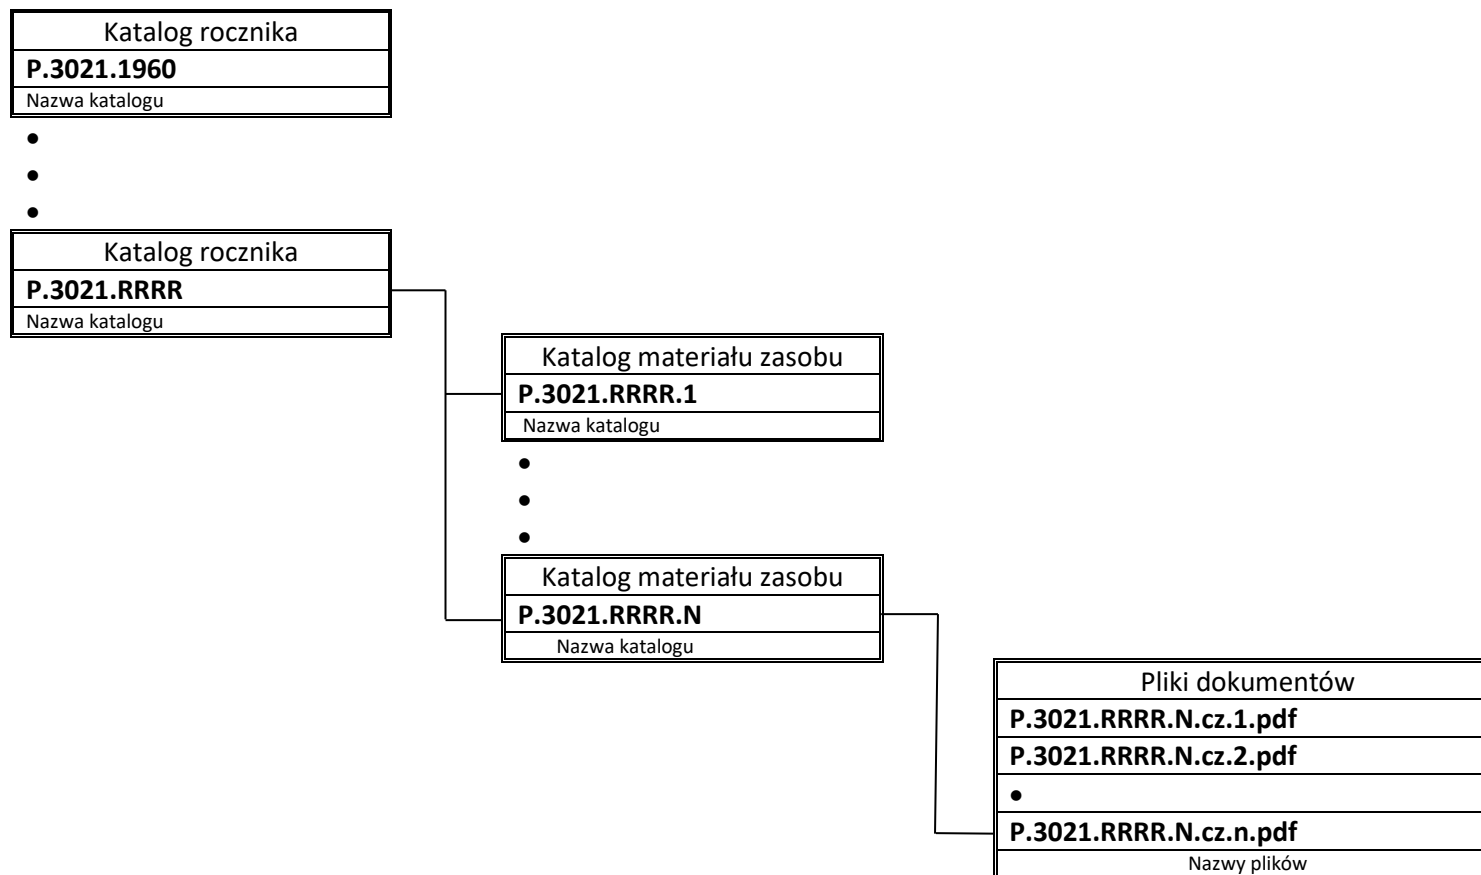 Katalog rocznika
P.3021.1960
Nazwa katalogu
•
•
•
Katalog rocznika
P.3021.RRRR
Nazwa katalogu
Katalog materiału zasobu
P.3021.RRRR.1
Nazwa katalogu
•
•
•
Katalog materiału zasobu
P.3021.RRRR.N
Nazwa katalogu
Pliki dokumentów
P.3021.RRRR.N.cz.1.pdf
P.3021.RRRR.N.cz.2.pdf
•
P.3021.RRRR.N.cz.n.pdf
Nazwy plików